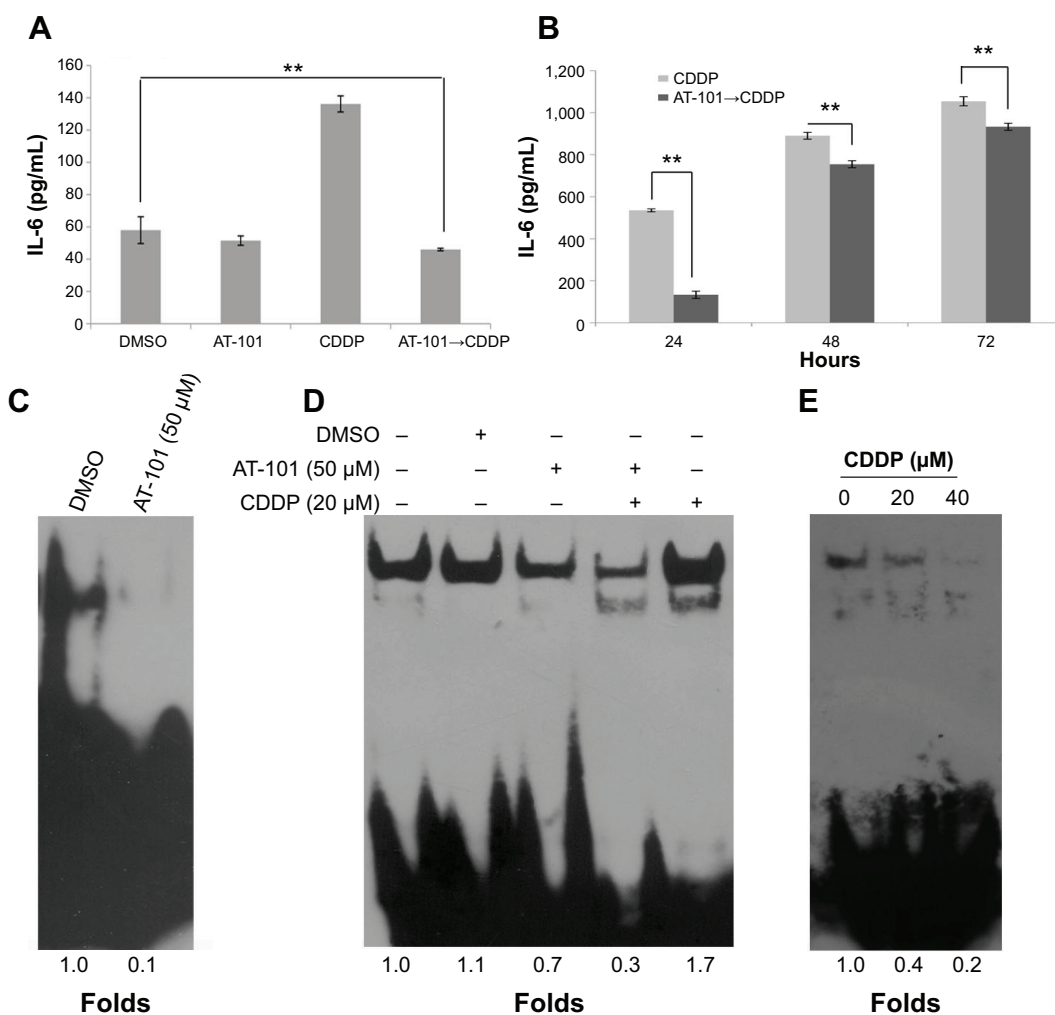 A
160
140
120
100
80
60
40
20
0
IL-6 (pg/mL)
**
DMSO AT-101 CDDP AT-101→CDDP
B
1,200
1,000
800
600
400
200
0
IL-6 (pg/mL)
CDDP
AT-101→CDDP
**
**
**
24 48 72
Hours
C
DMSO
AT-101 (50 µM)
1.0 0.1
Folds
D
DMSO – + – – –
AT-101 (50 µM) – – + + –
CDDP (20 µM) – – – + +
1.0 1.1 0.7 0.3 1.7
Folds
E
CDDP (µM)
0 20 40
1.0 0.4 0.2
Folds